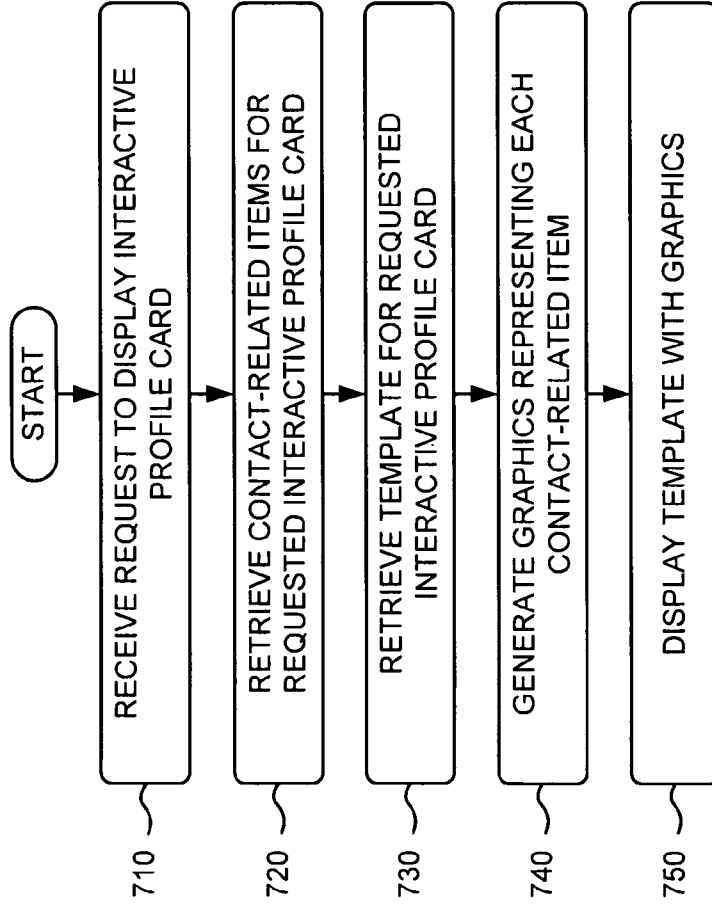 START
RECEIVE REQUEST TO DISPLAY INTERACTIVE
PROFILE CARD
710
RETRIEVE CONTACT-RELATED ITEMS FOR
REQUESTED INTERACTIVE PROFILE CARD
720
RETRIEVE TEMPLATE FOR REQUESTED
INTERACTIVE PROFILE CARD
730
GENERATE GRAPHICS REPRESENTING EACH
CONTACT-RELATED ITEM
740
DISPLAY TEMPLATE WITH GRAPHICS
750